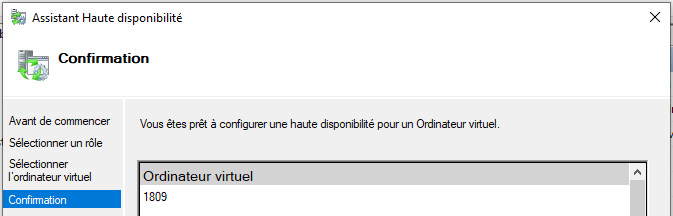 Assistant Haute disponibilité
Confirmation
Avant de commencer
Sélectionner un rôle
Sélectionner
l'ordinateur virtuel
Confirmation
Vous êtes prêt à configurer une haute disponibilité pour un Ordinateur virtuel.
Ordinateur virtuel
1809